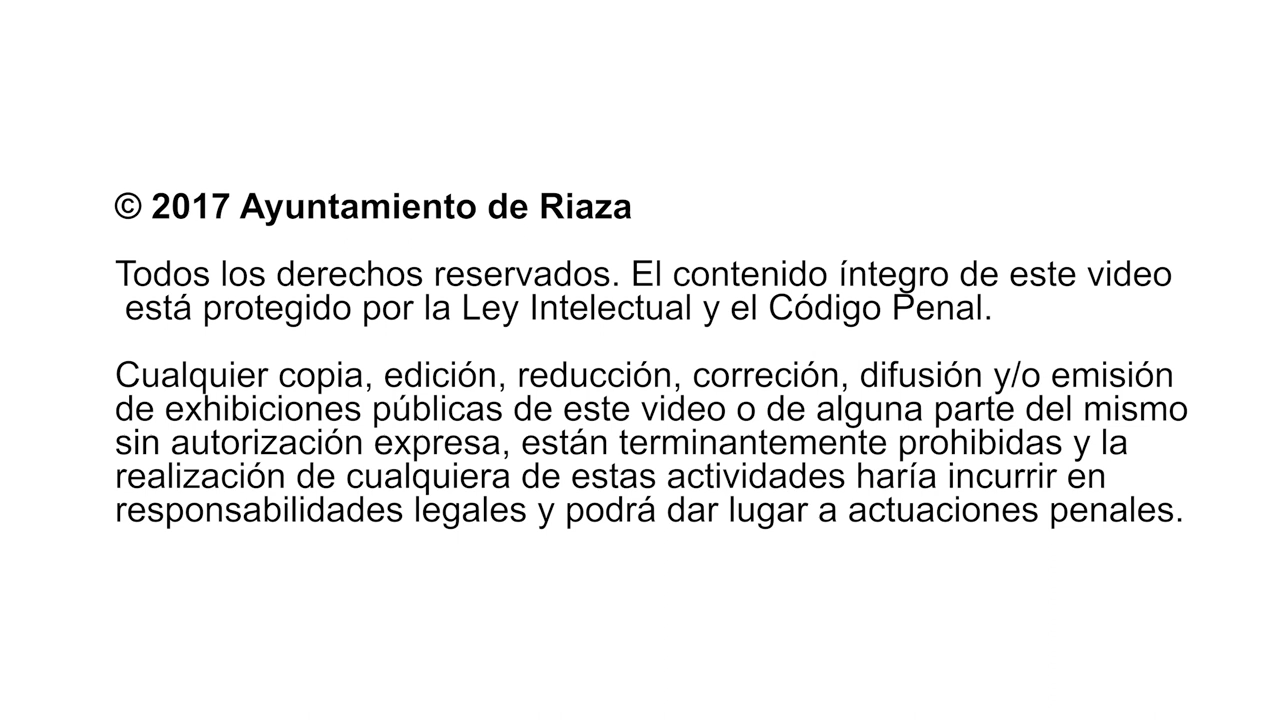 © 2017 Ayuntamiento de Riaza
Todos los derechos reservados. El contenido íntegro de este video
está protegido por la Ley Intelectual y el Código Penal.
Cualquier copia, edición, reducción, correción, difusión y/o emisión
de exhibiciones públicas de este video o de alguna parte del mismo
sin autorización expresa, están terminantemente prohibidas y la
realización de cualquiera de estas actividades haría incurrir en
responsabilidades legales y podrá dar lugar a actuaciones penales.